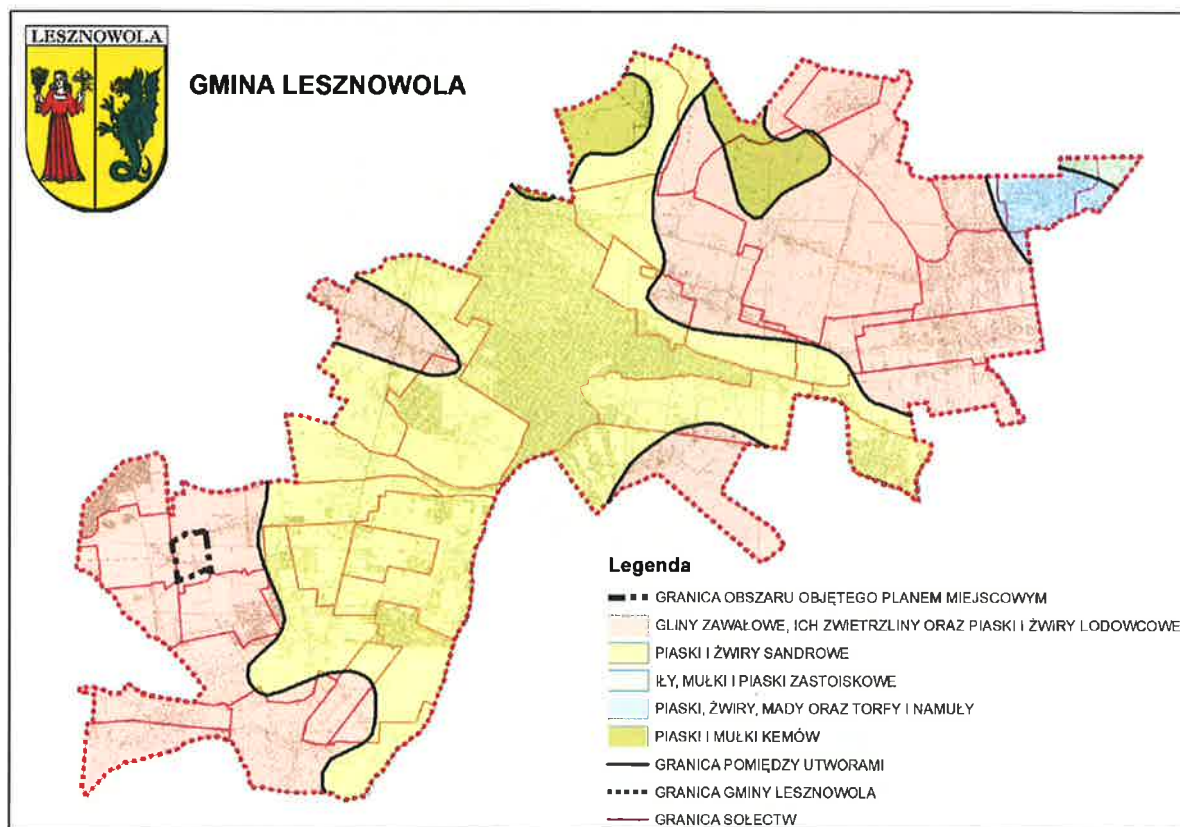 LESZNOWOLA
GMINA LESZNOWOLA
Legenda
GRANICA OBSZARU OBJĘTEGO PLANEM MIEJSCOWYM
GLINY ZAWAŁOWE, ICH ZWIETRZLINY ORAZ PIASKI I ŻWIRY LODOWCOWE
PIASKI I ŻWIRY SANDROWE
IŁY, MUŁKI I PIASKI ZASTOISKOWE
PIASKI, ŻWIRY, MADY ORAZ TORFY I NAMUŁY
PIASKI I MUŁKI KEMÓW
GRANICA POMIĘDZY UTWORAMI
GRANICA GMINY LESZNOWOLA
GRANICA SOŁECTW